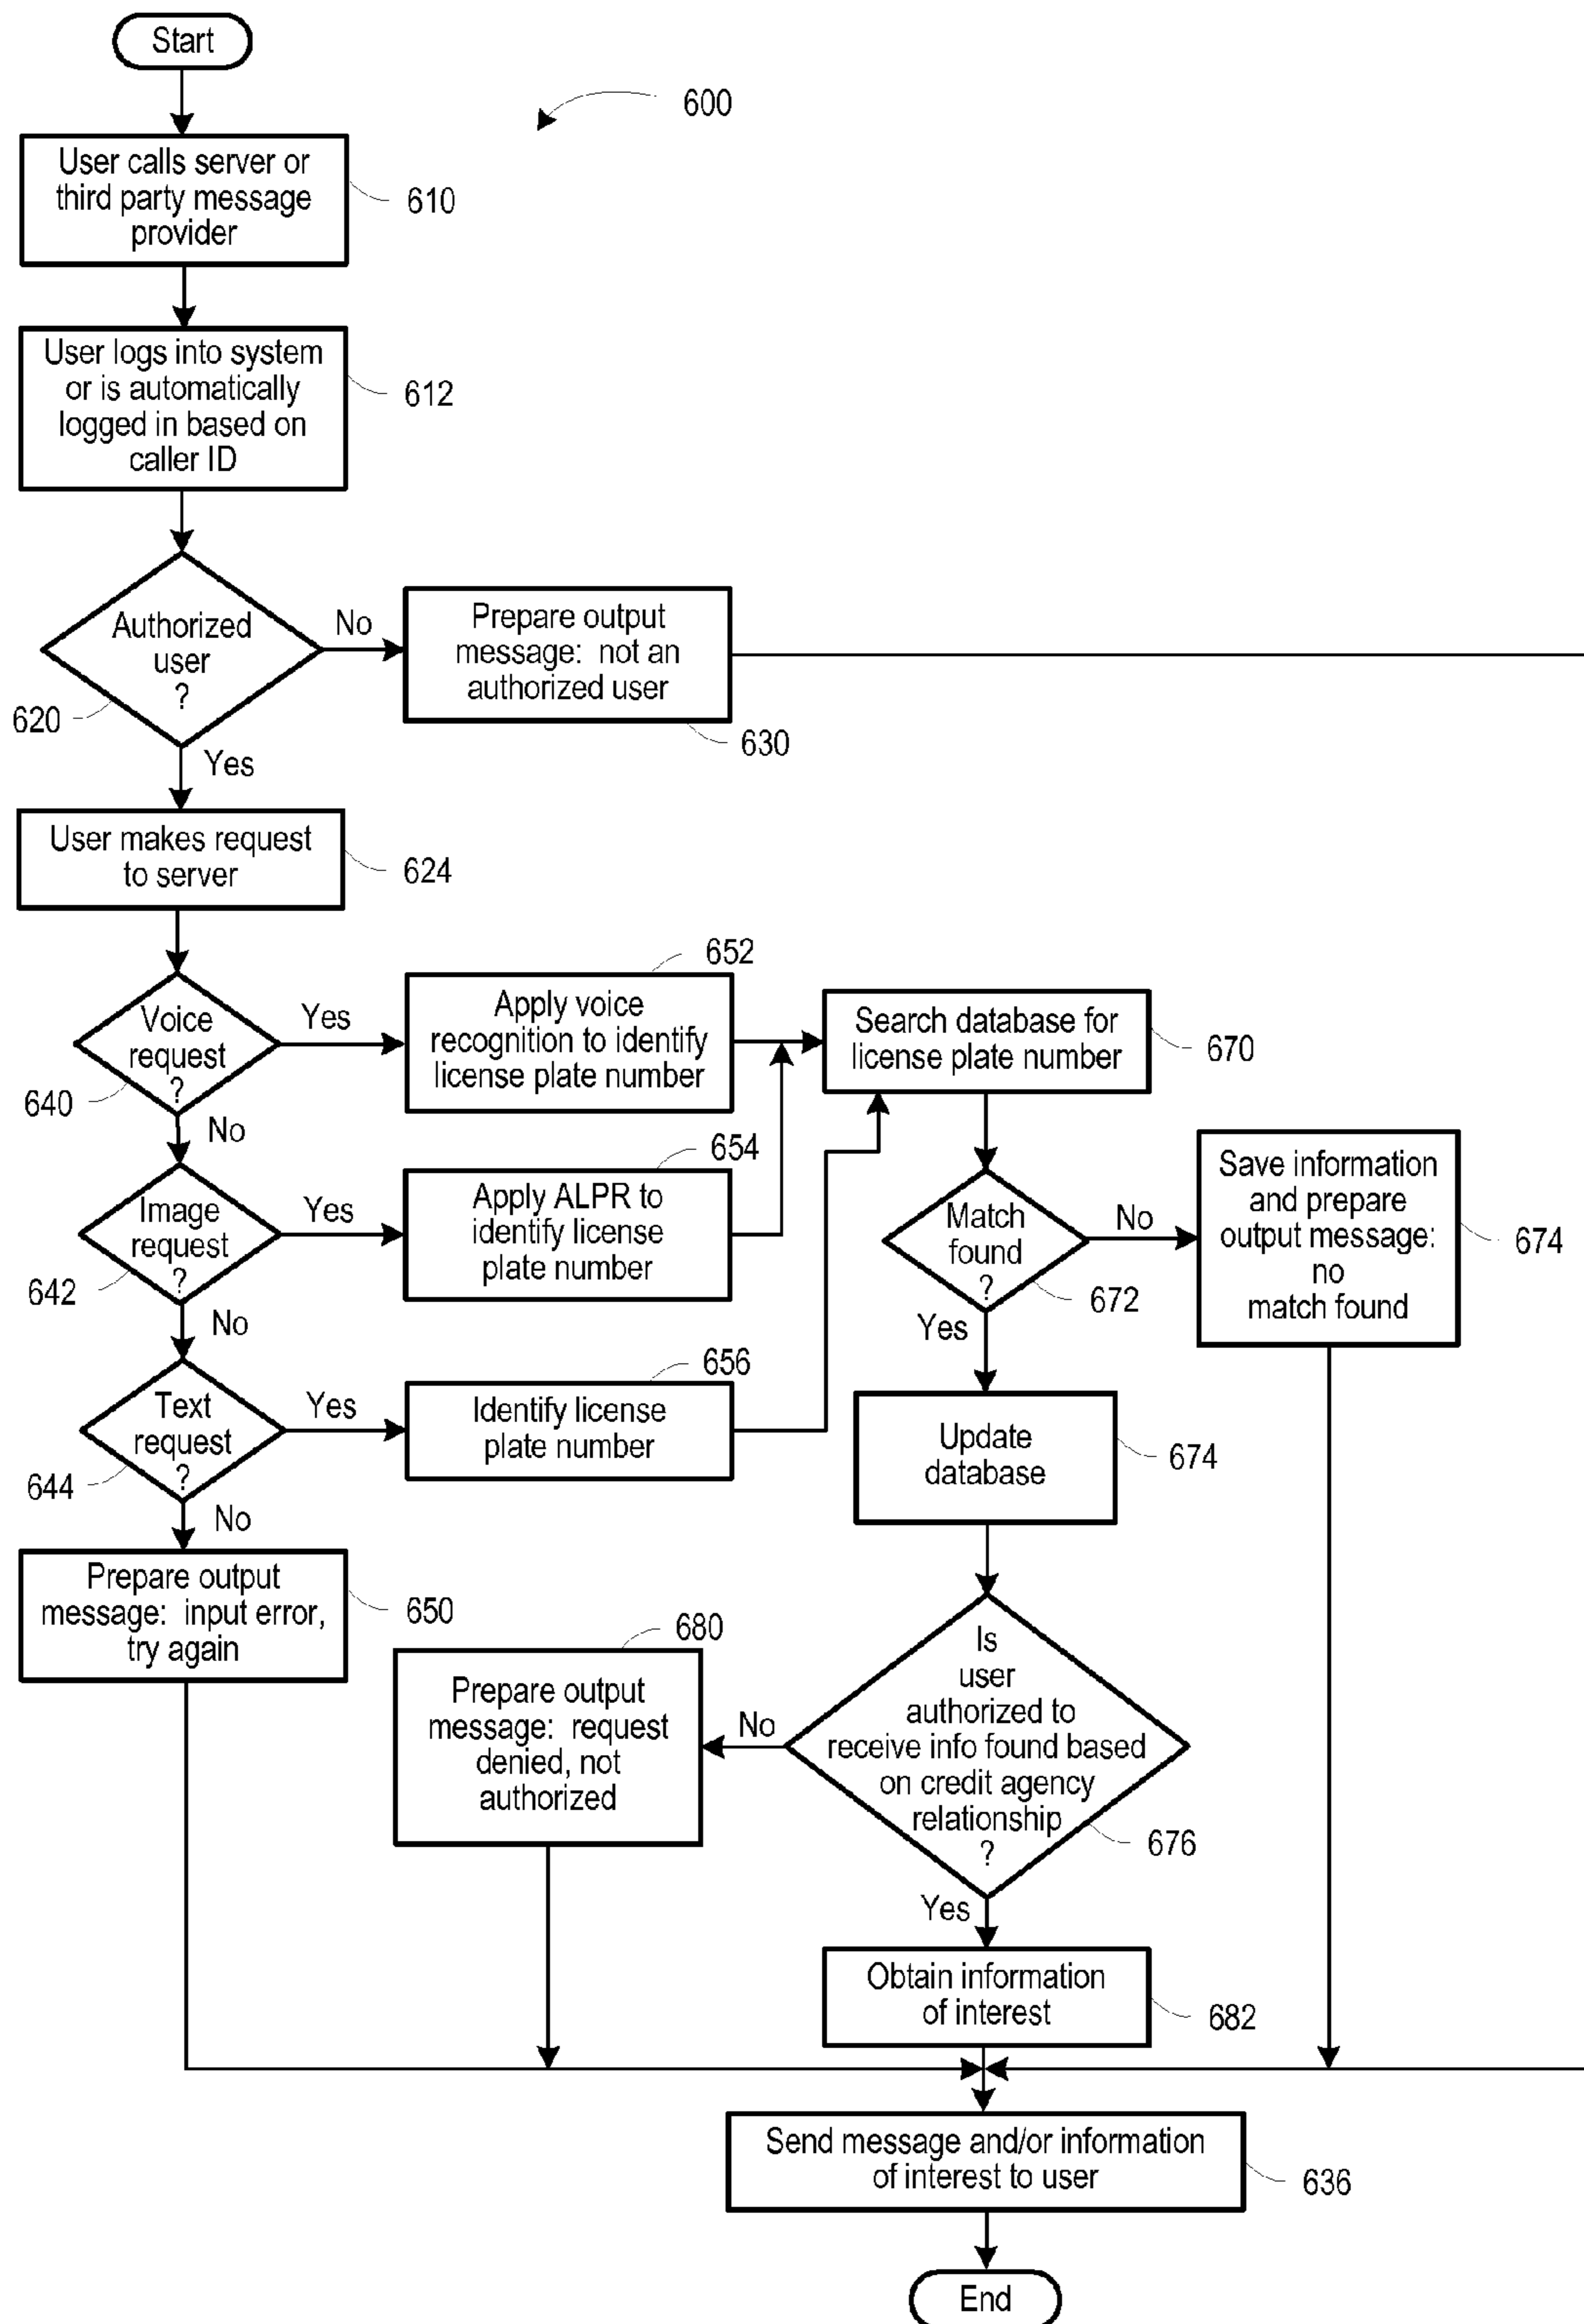 Start
600
User calls server or
third party message
provider
610
User logs into system
or is automatically
logged in based on
caller ID
612
Authorized
user
?
620
No
Prepare output
message: not an
authorized user
630
Yes
User makes request
to server
624
Voice
request
?
640
Yes
Apply voice
recognition to identify
license plate number
652
Search database for
license plate number
670
No
Image
request
?
642
Yes
Apply ALPR to
identify license
plate number
654
Match
found
?
672
No
Save information
and prepare
output message:
no
match found
674
No
Text
request
?
644
Yes
Identify license
plate number
656
Yes
Update
database
674
No
Prepare output
message: input error,
try again
650
Is
user
authorized to
receive info found based
on credit agency
relationship
?
676
No
Prepare output
message: request
denied, not
authorized
680
Yes
Obtain information
of interest
682
Send message and/or information
of interest to user
636
End